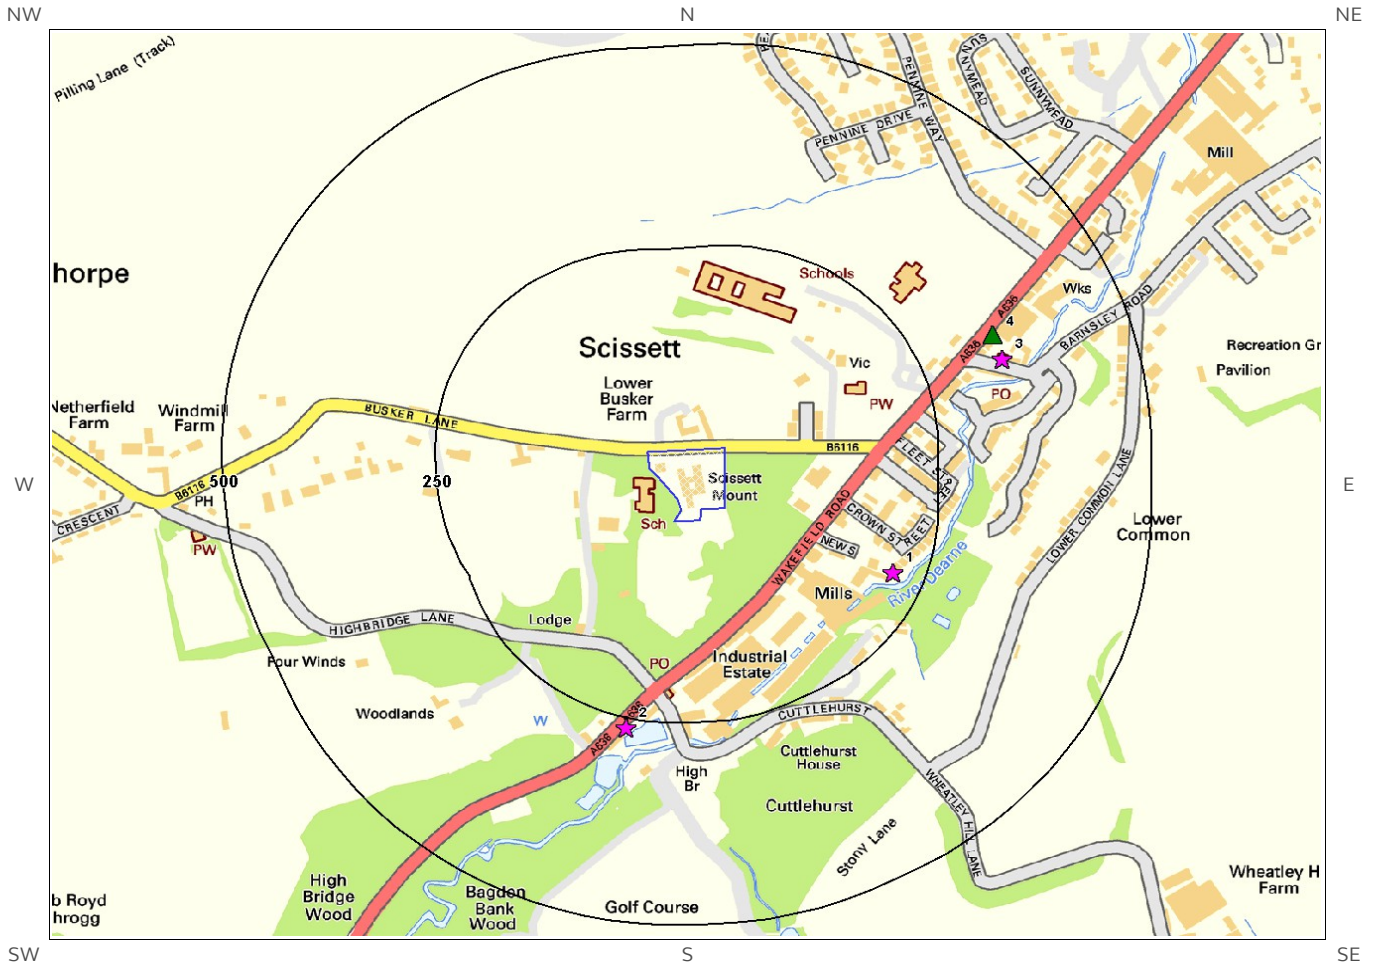 NW
N
NE
Pilling Lane (Track)
PENNINE WAY
SUNNYMEAD
SUNNYMEAD
PENNINE DRIVE
Mill
horpe
Schools
Wks
A636
4
BARNSLEY ROAD
A636
3
Scissett
Recreation Gr
Vic
Pavilion
Lower
Busker
Farm
PO
PW
Netherfield
Farm
Windmill
Farm
BUSKER LANE
B6116
FLEET STREET
W
500
250
Scissett
Mount
E
B6116
PH
CRESCENT
Sch
WAKEFIELD ROAD
CROWN STREET
NEWS
LOWER COMMON LANE
Lower
Common
PW
1
River Dearne
Mills
HIGHBRIDGE LANE
Lodge
Four Winds
PO
Industrial
Estate
Woodlands
W
A636
2
A636
CUTTLEHURST
Cuttlehurst
House
High
Br
Cuttlehurst
WHEATLEY HILL LANE
Stony Lane
High
Bridge
Wood
Bagden
Bank
Wood
Golf Course
Wheatley H
Farm
b Royd
hrogg
SW
S
SE